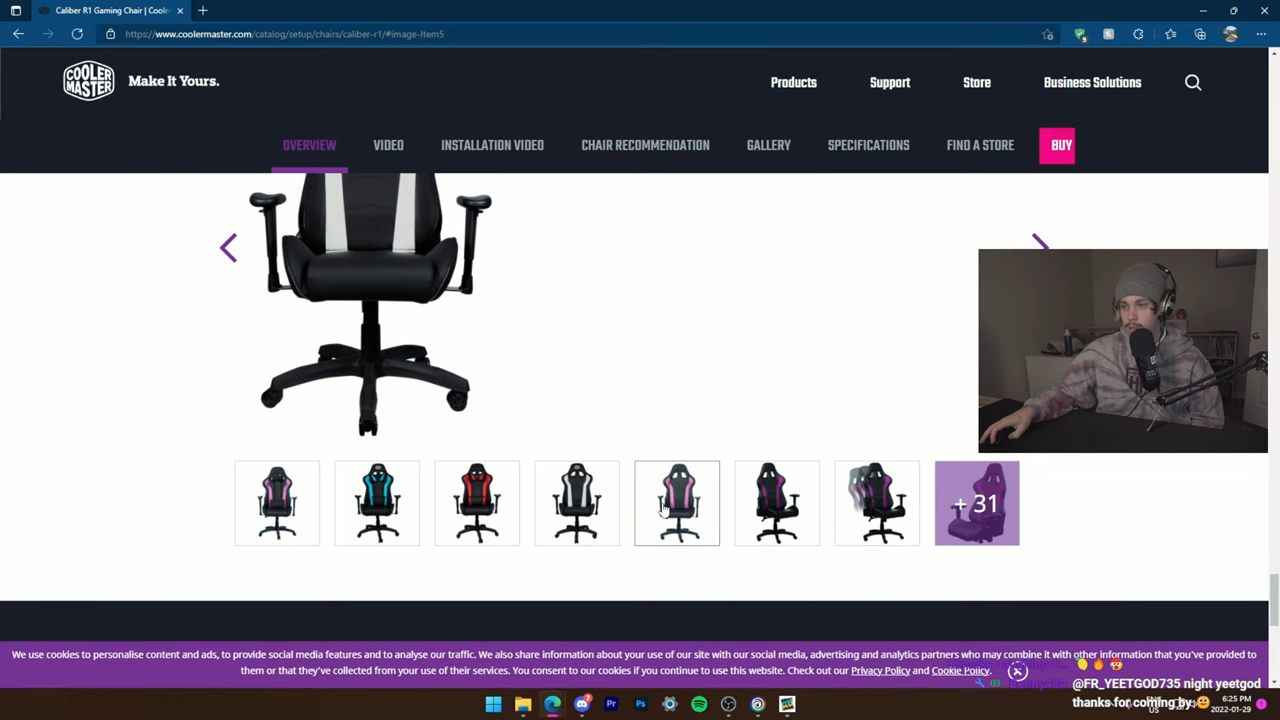 Caliber R1 Gaming Chair | Coole
https://www.coolermaster.com/catalog/setup/chairs/caliber-r1/#image-Item5
COOLER MASTER
Make It Yours.
Products
Support
Store
Business Solutions
OVERVIEW
VIDEO
INSTALLATION VIDEO
CHAIR RECOMMENDATION
GALLERY
SPECIFICATIONS
FIND A STORE
BUY
+ 31
We use cookies to personalise content and ads, to provide social media features and to analyse our traffic. We also share information about your use of our site with our social media, advertising and analytics partners who may combine it with other information that you've provided to
them or that they've collected from your use of their services. You consent to our cookies if you continue to use this website. Check out our Privacy Policy and Cookie Policy.
@FR_YEETGOD735 night yeetgod
thanks for coming by
6:25 PM
2022-01-29